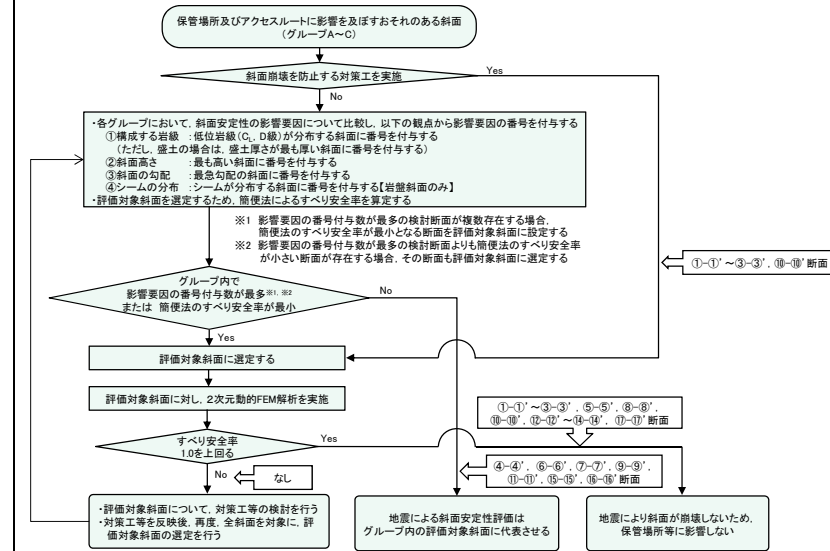 保管場所及びアクセスルートに影響を及ぼすおそれのある斜面
(グループA～C)
斜面崩壊を防止する対策工を実施
Yes
No
・各グループにおいて，斜面安定性の影響要因について比較し，以下の観点から影響要因の番号を付与する
①構成する岩級 ：低位岩級(CL, D級)が分布する斜面に番号を付与する
(ただし，盛土の場合は，盛土厚さが最も厚い斜面に番号を付与する)
②斜面高さ ：最も高い斜面に番号を付与する
③斜面の勾配 ：最急勾配の斜面に番号を付与する
④シームの分布 ：シームが分布する斜面に番号を付与する【岩盤斜面のみ】
・評価対象斜面を選定するため，簡便法によるすべり安全率を算定する
※1 影響要因の番号付与数が最多の検討断面が複数存在する場合，
簡便法のすべり安全率が最小となる断面を評価対象斜面に設定する
※2 影響要因の番号付与数が最多の検討断面よりも簡便法のすべり安全率
が小さい断面が存在する場合，その断面も評価対象斜面に選定する
①-①’～③-③’，⑩-⑩’断面
グループ内で
影響要因の番号付与数が最多※1, ※2
または 簡便法のすべり安全率が最小
No
Yes
評価対象斜面に選定する
評価対象斜面に対し，2次元動的FEM解析を実施
①-①’～③-③’，⑤-⑤’，⑧-⑧’，
⑩-⑩’，⑫-⑫’～⑭-⑭’，⑰-⑰’断面
すべり安全率
1.0を上回る
Yes
No
なし
④-④’，⑥-⑥’，⑦-⑦’，⑨-⑨’，
⑪-⑪’，⑮-⑮’，⑯-⑯’断面
・評価対象斜面について，対策工等の検討を行う
・対策工等を反映後，再度，全斜面を対象に，評
価対象斜面の選定を行う
地震による斜面安定性評価は
グループ内の評価対象斜面に代表させる
地震により斜面が崩壊しないため，
保管場所等に影響しない